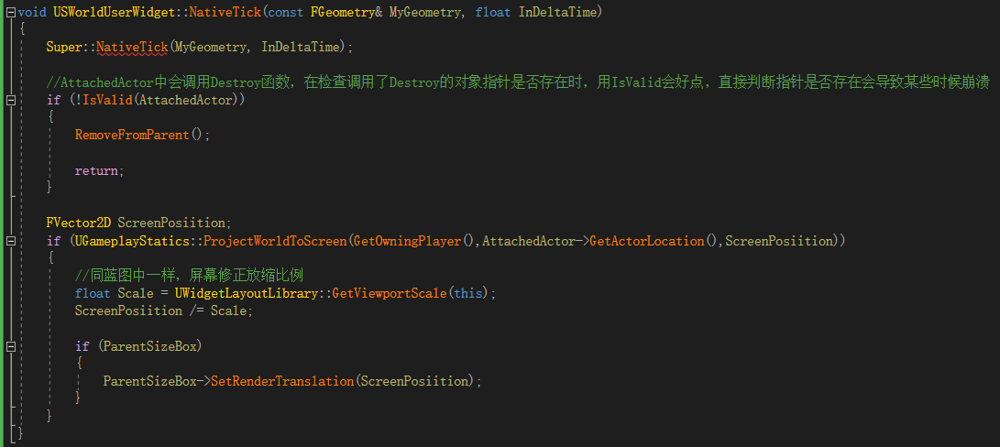 void USWorldUserWidget::NativeTick(const FGeometry& MyGeometry, float InDeltaTime)
{
Super::NativeTick(MyGeometry, InDeltaTime);
//AttachedActor中会调用Destroy函数，在检查调用了Destroy的对象指针是否存在时，用IsValid会好点，直接判断指针是否存在会导致某些时候崩溃
if (!IsValid(AttachedActor))
{
RemoveFromParent();
return;
}
FVector2D ScreenPosiition;
if (UGameplayStatics::ProjectWorldToScreen(GetOwningPlayer(),AttachedActor->GetActorLocation(),ScreenPosiition))
{
//同蓝图中一样，屏幕修正放缩比例
float Scale = UWidgetLayoutLibrary::GetViewportScale(this);
ScreenPosiition /= Scale;
if (ParentSizeBox)
{
ParentSizeBox->SetRenderTranslation(ScreenPosiition);
}
}
}